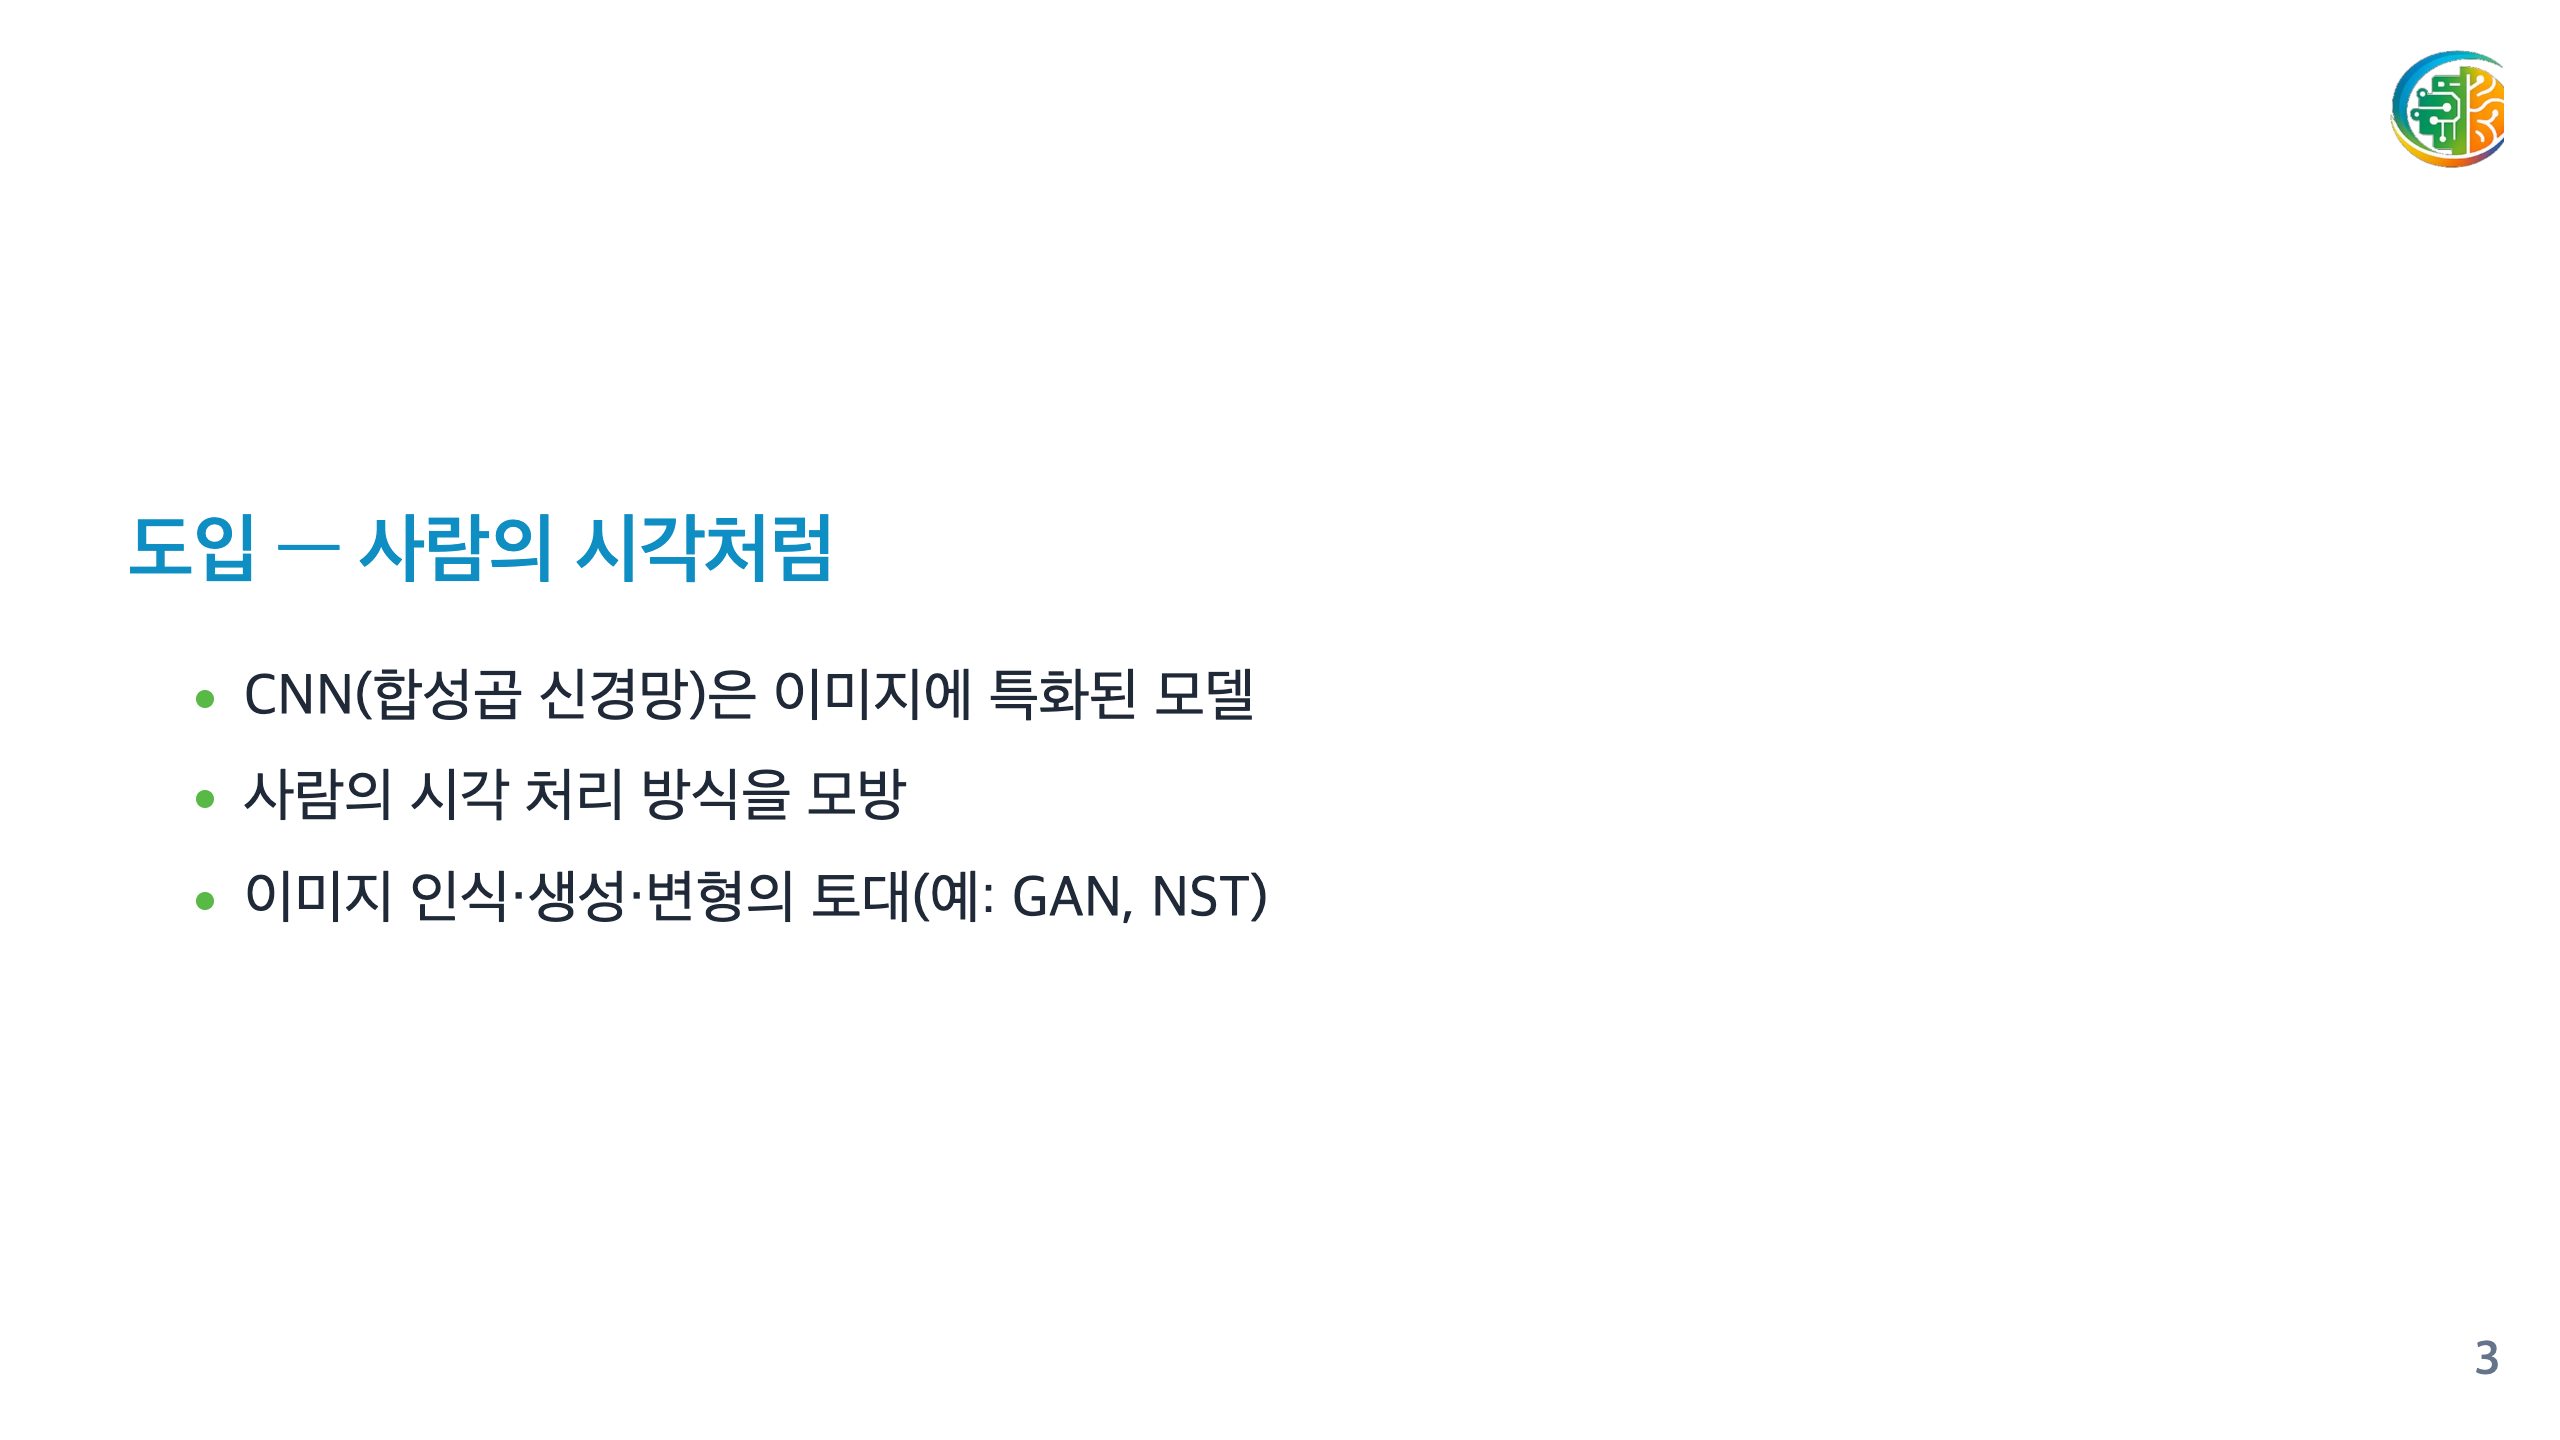 도입 — 사람의 시각처럼
• CNN(합성곱 신경망)은 이미지에 특화된 모델
• 사람의 시각 처리 방식을 모방
• 이미지 인식·생성·변형의 토대(예: GAN, NST)
3